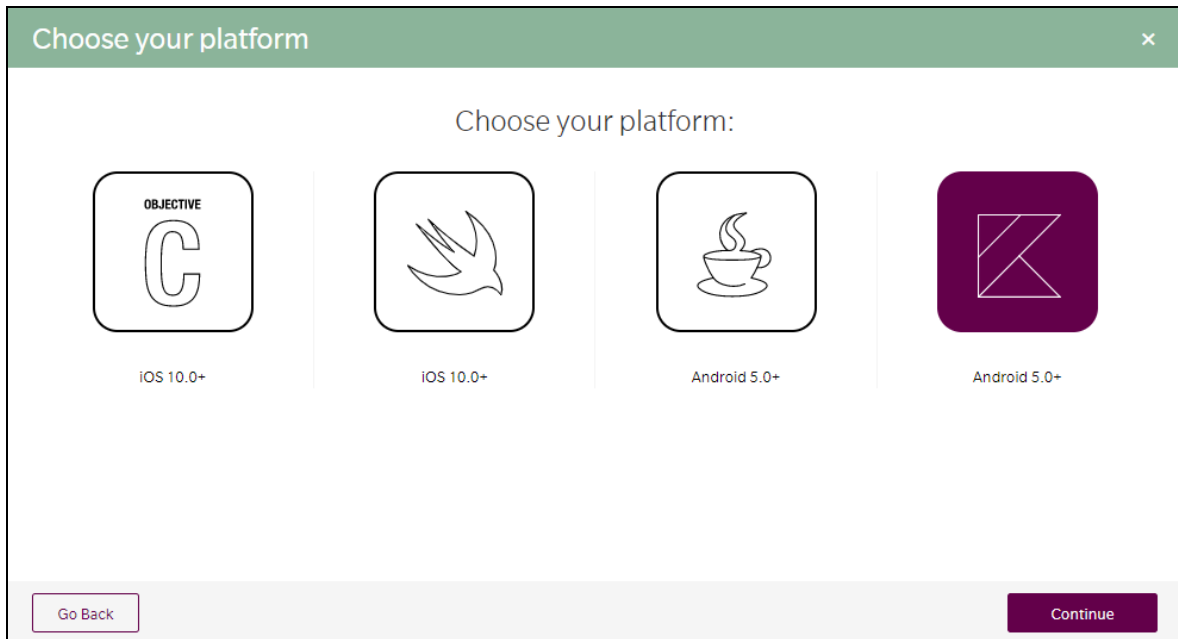 Choose your platform
Choose your platform:
OBJECTIVE
C
iOS 10.0+
iOS 10.0+
Android 5.0+
Android 5.0+
Go Back
Continue